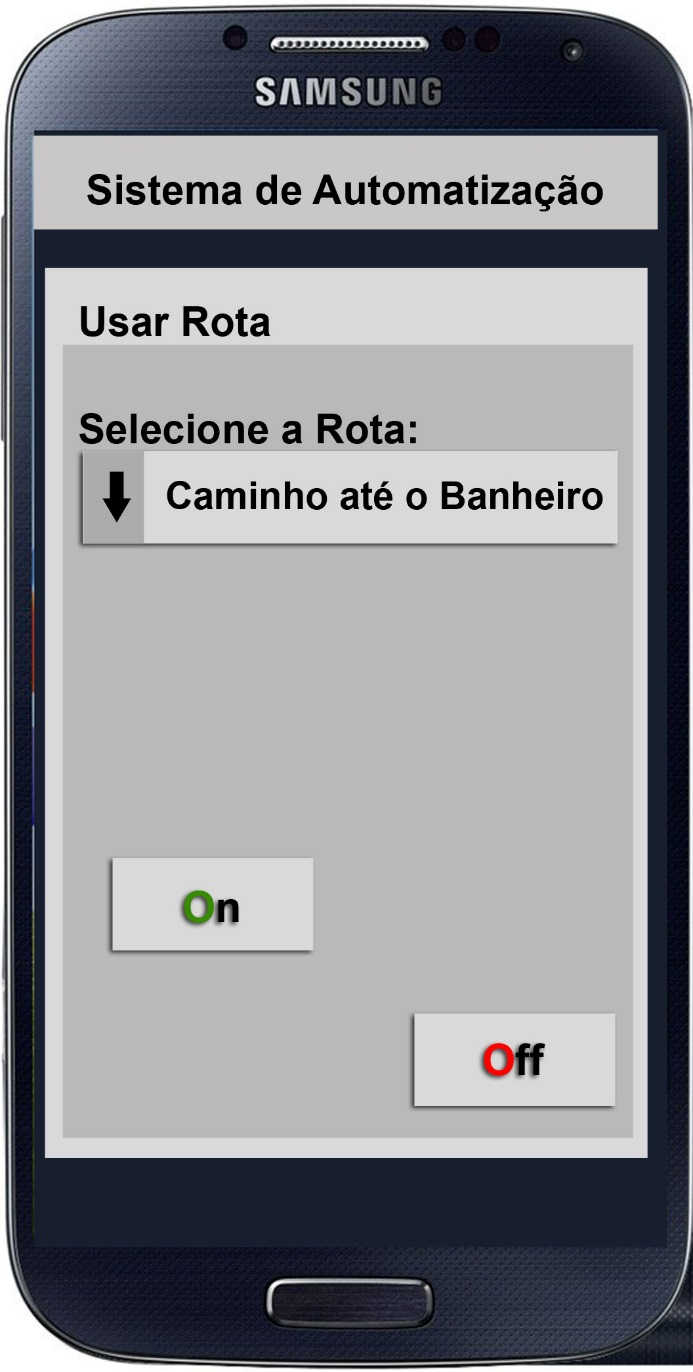 SAMSUNG
Sistema de Automatização
Usar Rota
Selecione a Rota:
Caminho até o Banheiro
On
Off